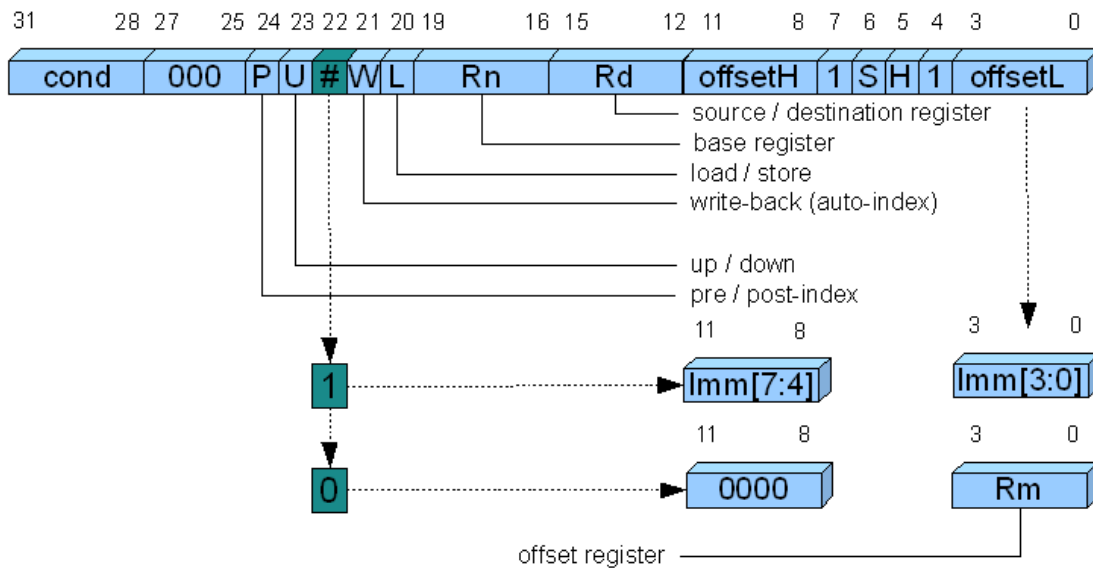 31 28 27 25 24 23 22 21 20 19 16 15 12 11 8 7 6 5 4 3 0
cond 000 P U # W L Rn Rd offsetH 1 S H 1 offsetL
source / destination register
base register
load / store
write-back (auto-index)
up / down
pre / post-index
11 8 3 0
1 Imm[7:4] Imm[3:0]
11 8 3 0
0 0000 Rm
offset register